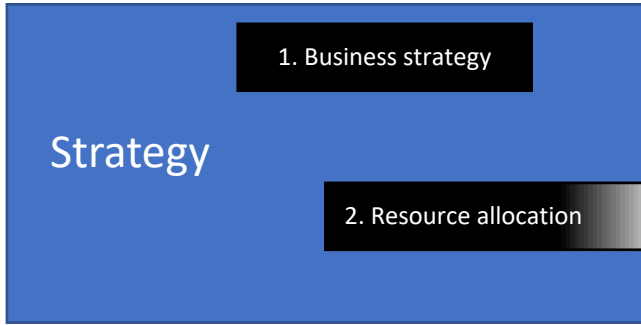 1. Business strategy
Strategy
2. Resource allocation